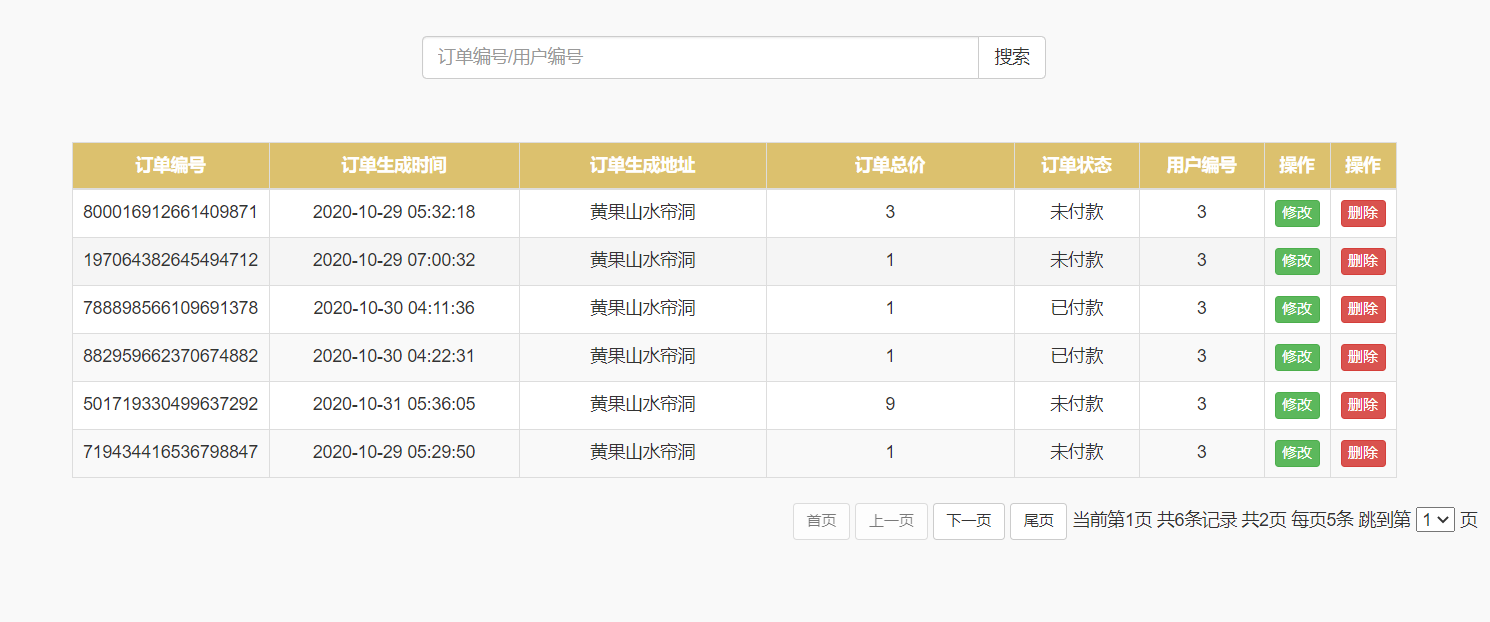 订单编号/用户编号 搜索
订单编号 订单生成时间 订单生成地址 订单总价 订单状态 用户编号 操作 操作
800016912661409871 2020-10-29 05:32:18 黄果山水帘洞 3 未付款 3 修改 删除
197064382645494712 2020-10-29 07:00:32 黄果山水帘洞 1 未付款 3 修改 删除
788898566109691378 2020-10-30 04:11:36 黄果山水帘洞 1 已付款 3 修改 删除
882959662370674882 2020-10-30 04:22:31 黄果山水帘洞 1 已付款 3 修改 删除
501719330499637292 2020-10-31 05:36:05 黄果山水帘洞 9 未付款 3 修改 删除
719434416536798847 2020-10-29 05:29:50 黄果山水帘洞 1 未付款 3 修改 删除
首页 上一页 下一页 尾页 当前第1页 共6条记录 共2页 每页5条 跳到第 1 页